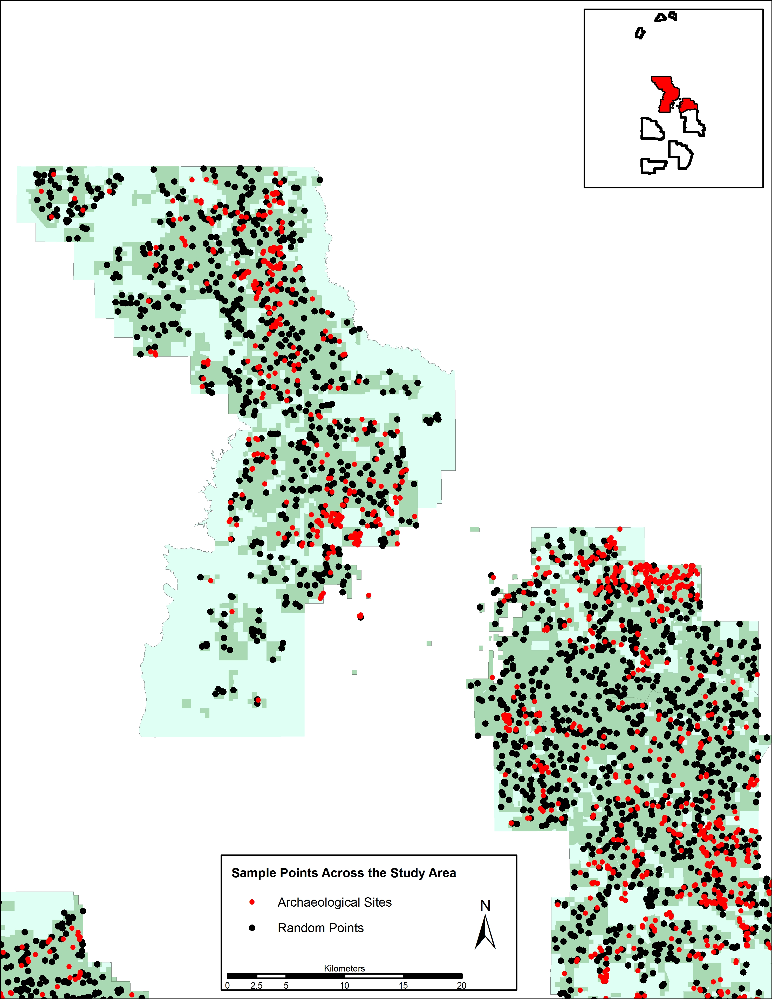 Sample Points Across the Study Area
Archaeological Sites
N
Random Points
Kilometers
0 2.5 5 10 15 20